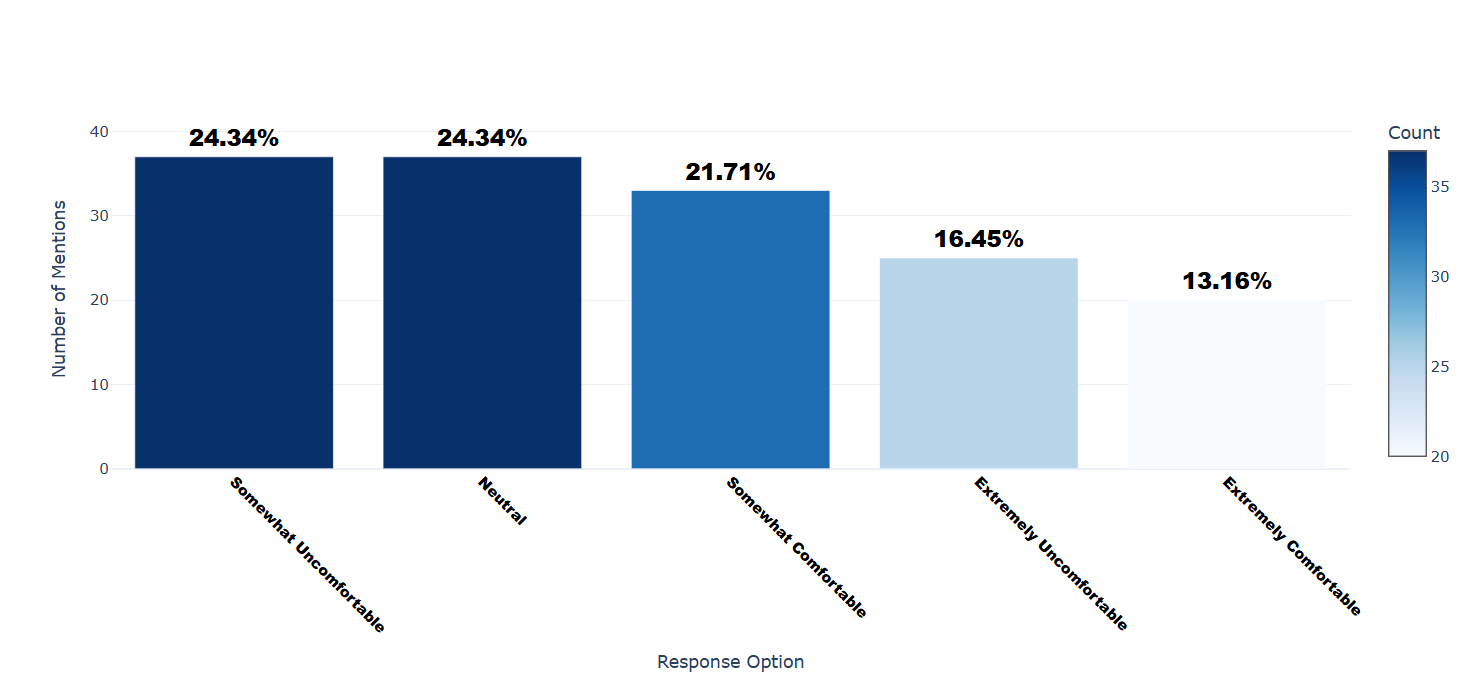 40
30
20
10
0
Number of Mentions
24.34%
24.34%
21.71%
16.45%
13.16%
Somewhat Uncomfortable
Neutral
Somewhat Comfortable
Extremely Uncomfortable
Extremely Comfortable
Response Option
Count
35
30
25
20